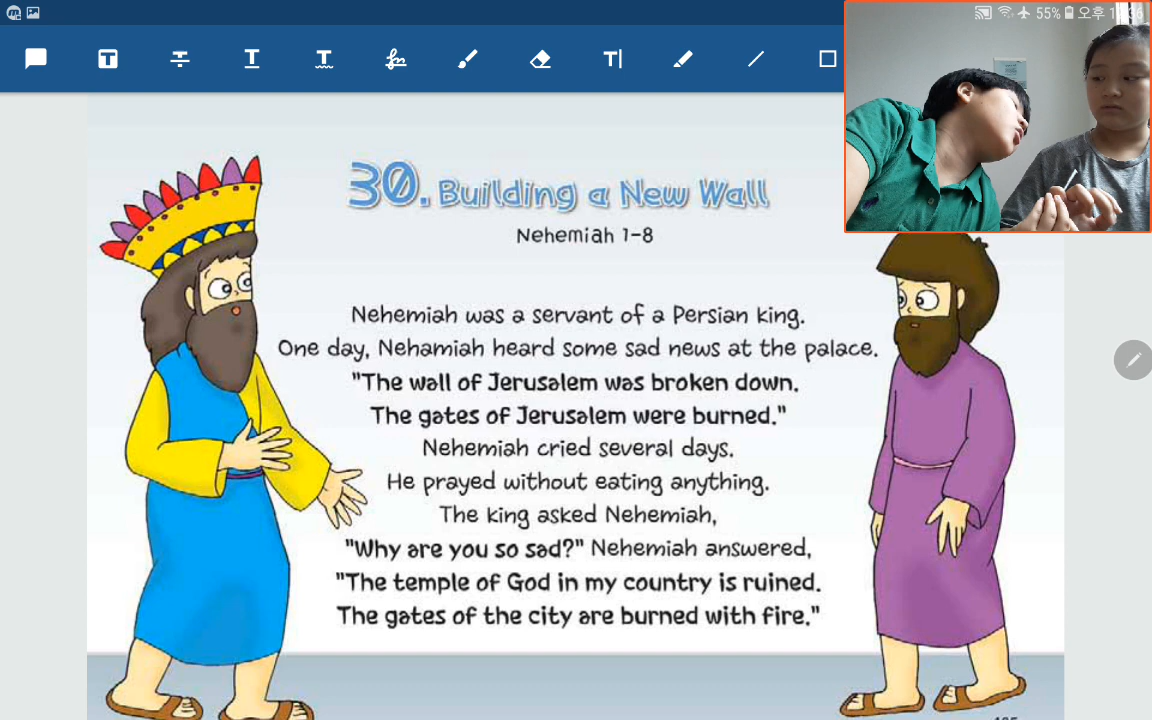 55% 오후
30. Building a New Wall
Nehemiah 1-8
Nehemiah was a servant of a Persian king.
One day, Nehamiah heard some sad news at the palace.
"The wall of Jerusalem was broken down.
The gates of Jerusalem were burned."
Nehemiah cried several days.
He prayed without eating anything.
The king asked Nehemiah,
"Why are you so sad?" Nehemiah answered,
"The temple of God in my country is ruined.
The gates of the city are burned with fire."